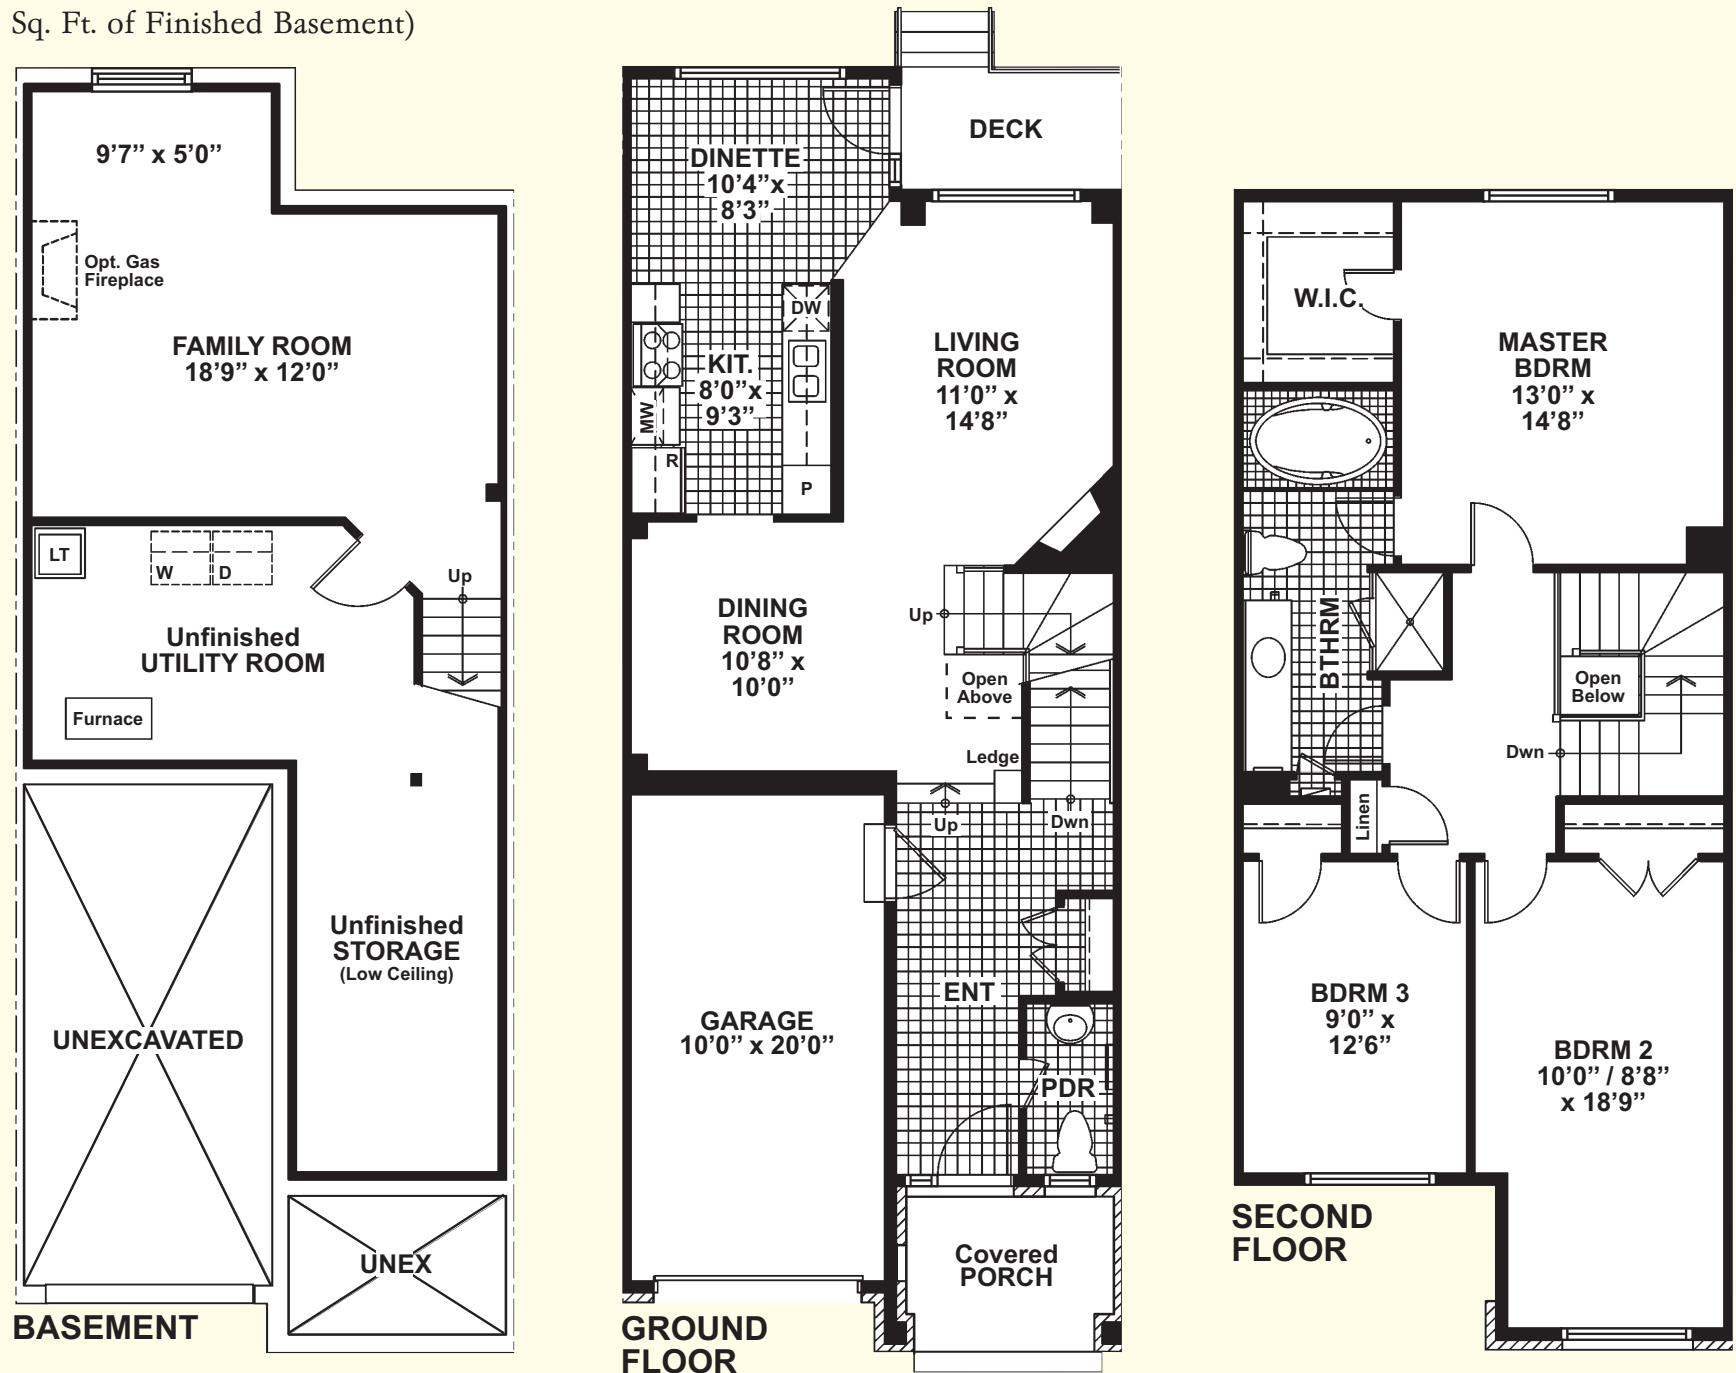 Sq. Ft. of Finished Basement)
9’7” x 5’0”
Opt. Gas
Fireplace
FAMILY ROOM
18’9” x 12’0”
LT
W
D
Up
Unfinished
UTILITY ROOM
Furnace
Unfinished
STORAGE
(Low Ceiling)
UNEXCAVATED
UNEX
BASEMENT
DECK
DINETTE
10’4”x
8’3”
DW
KIT.
8’0”x
9’3”
MW
R
P
LIVING
ROOM
11’0” x
14’8”
DINING
ROOM
10’8” x
10’0”
Up
Open
Above
Ledge
Up
Dwn
ENT
GARAGE
10’0” x 20’0”
PDR
Covered
PORCH
GROUND
FLOOR
W.I.C.
MASTER
BDRM
13’0” x
14’8”
BTHRM
Open
Below
Dwn
Linen
BDRM 3
9’0” x
12’6”
BDRM 2
10’0” / 8’8”
x 18’9”
SECOND
FLOOR